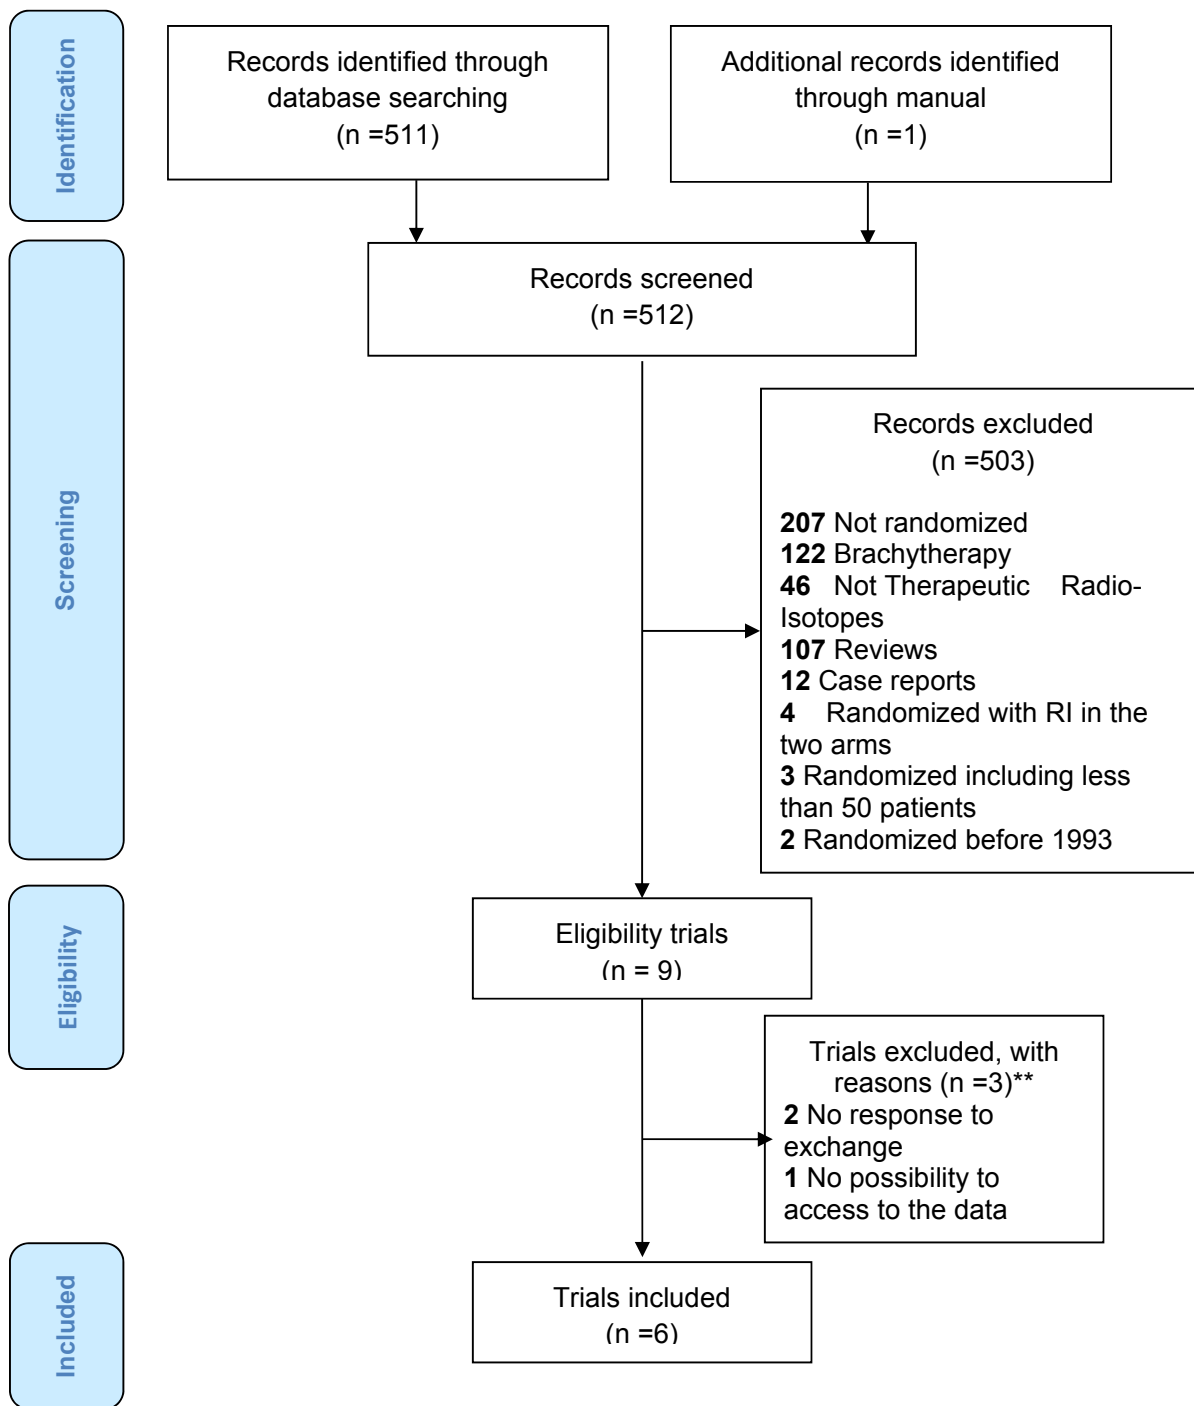 Identification
Records identified through
database searching
(n =511)
Additional records identified
through manual
(n =1)
Screening
Records screened
(n =512)
Records excluded
(n =503)
207 Not randomized
122 Brachytherapy
46 Not Therapeutic Radio-
Isotopes
107 Reviews
12 Case reports
4 Randomized with RI in the
two arms
3 Randomized including less
than 50 patients
2 Randomized before 1993
Eligibility
Eligibility trials
(n = 9)
Trials excluded, with
reasons (n =3)**
2 No response to
exchange
1 No possibility to
access to the data
Included
Trials included
(n =6)